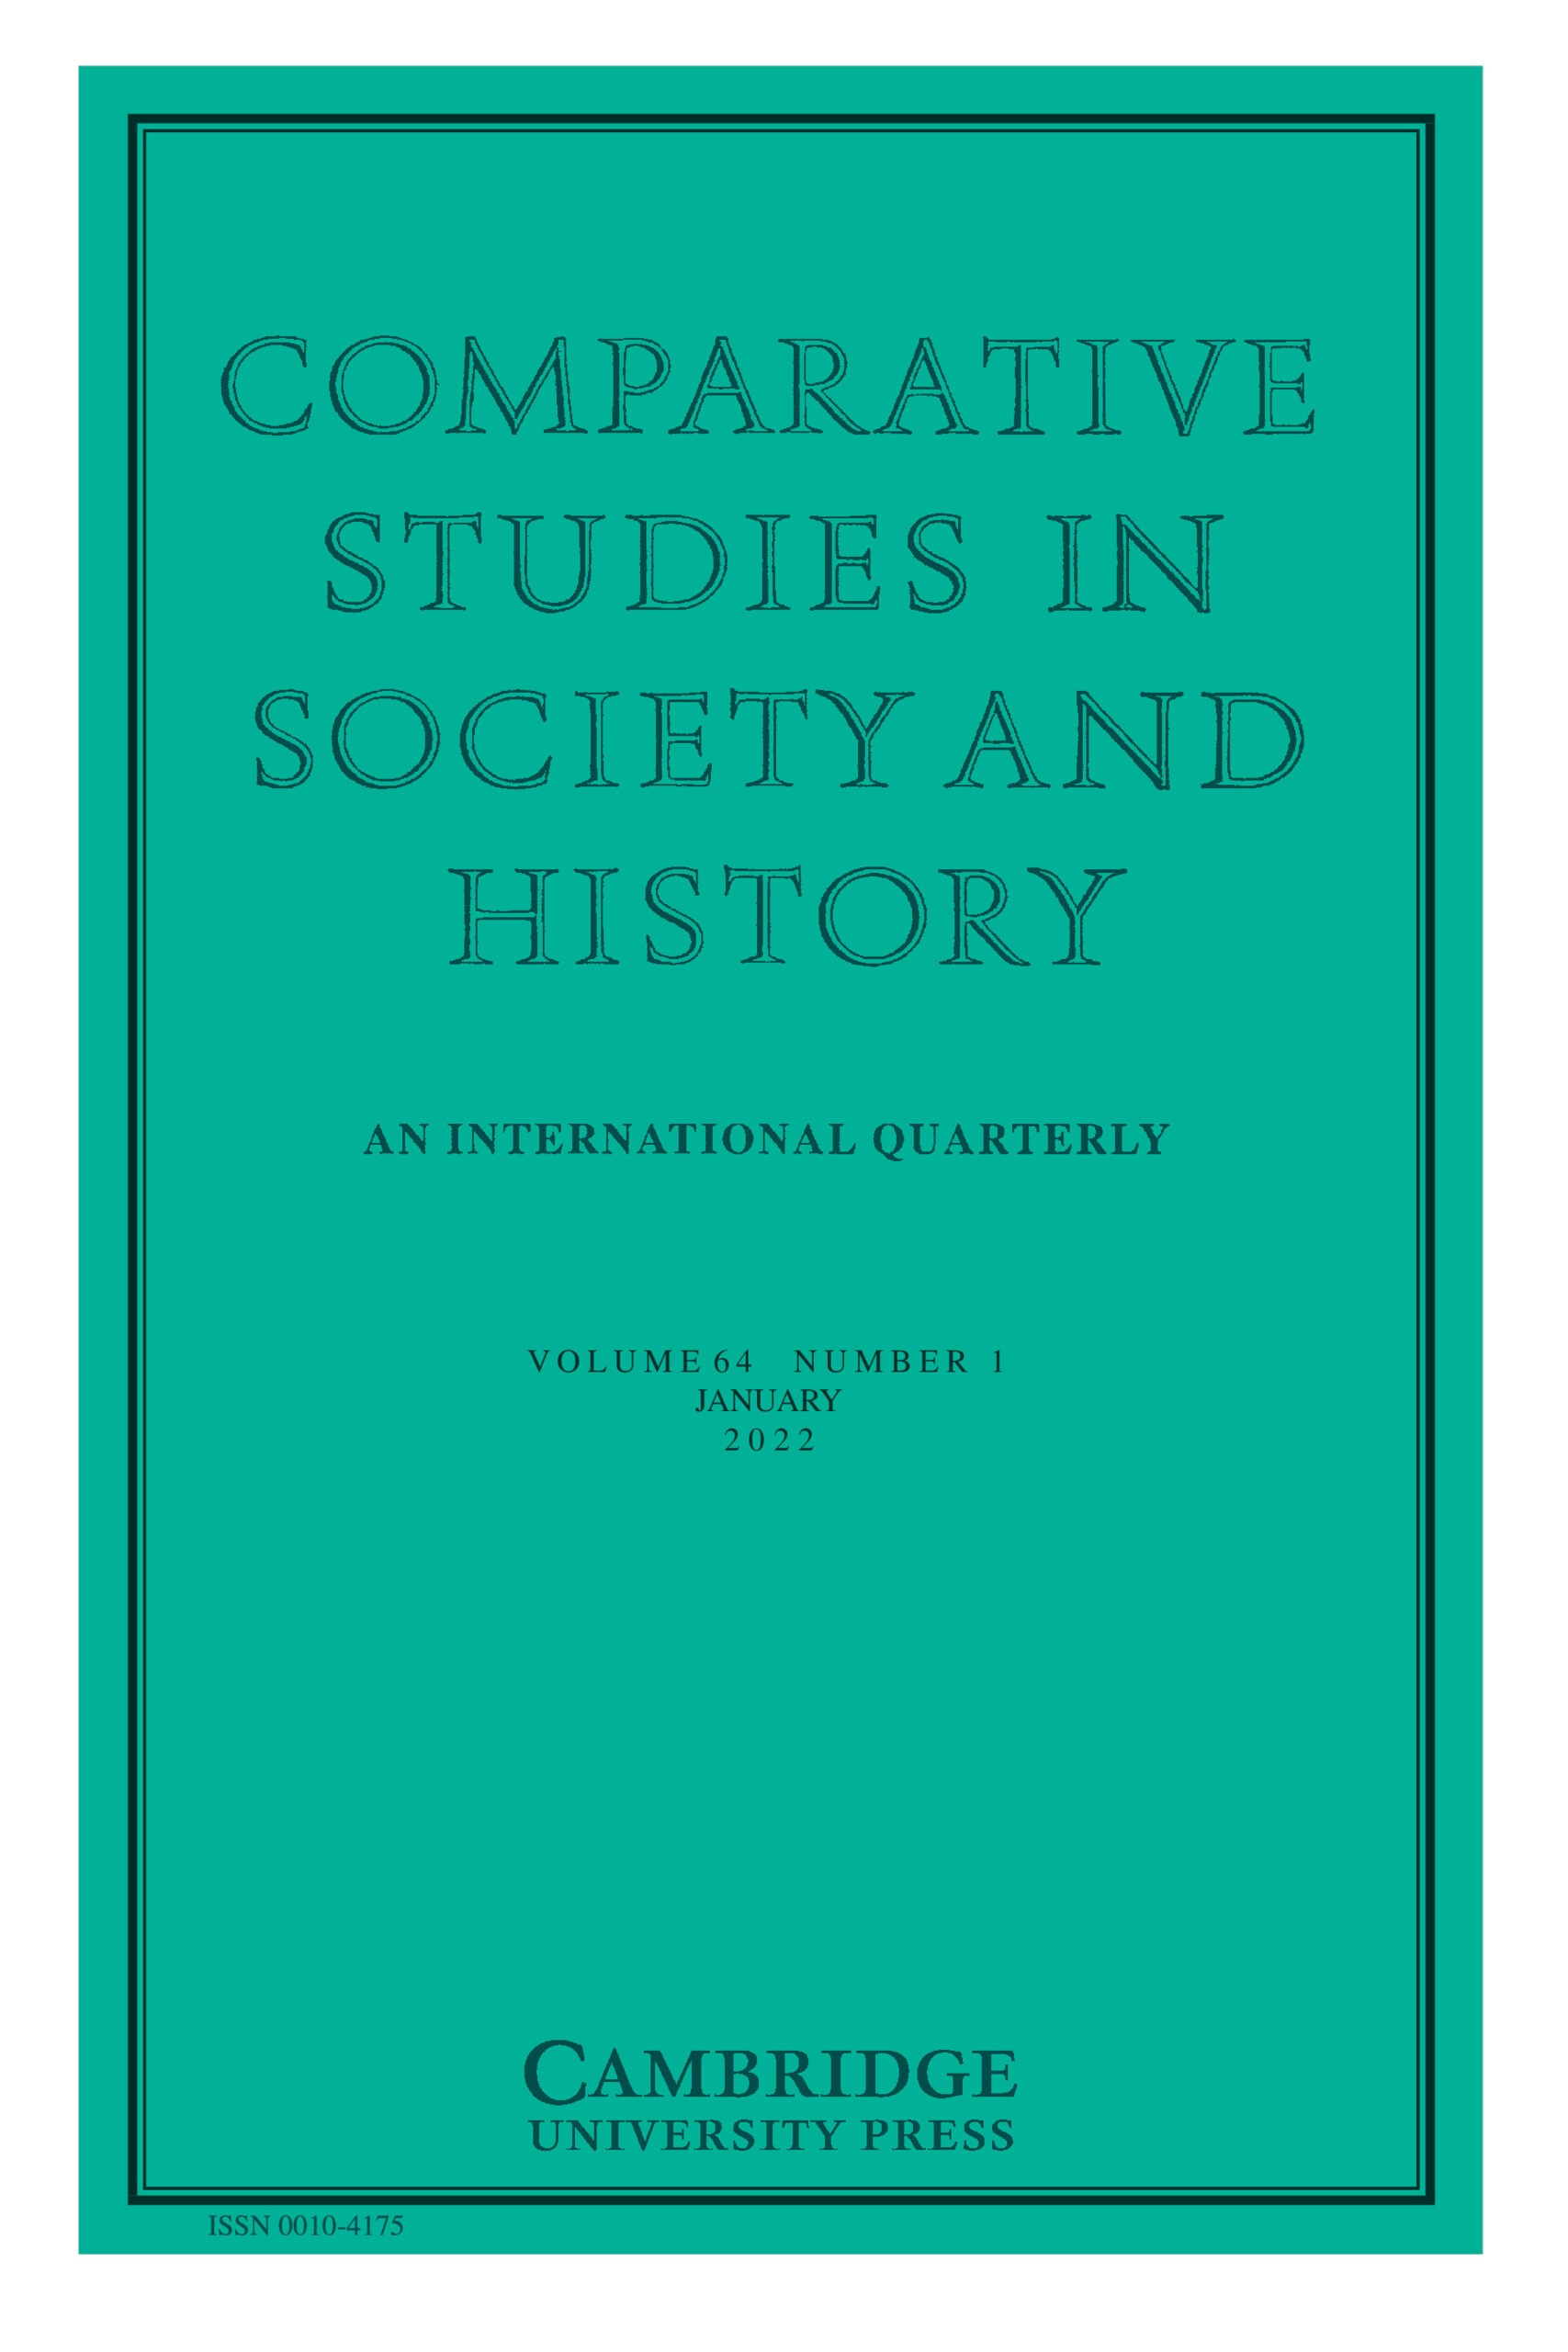 COMPARATIVE
STUDIES IN
SOCIETY AND
HISTORY
AN INTERNATIONAL QUARTERLY
VOLUME 64 NUMBER 1
JANUARY
2022
CAMBRIDGE
UNIVERSITY PRESS
ISSN 0010-4175